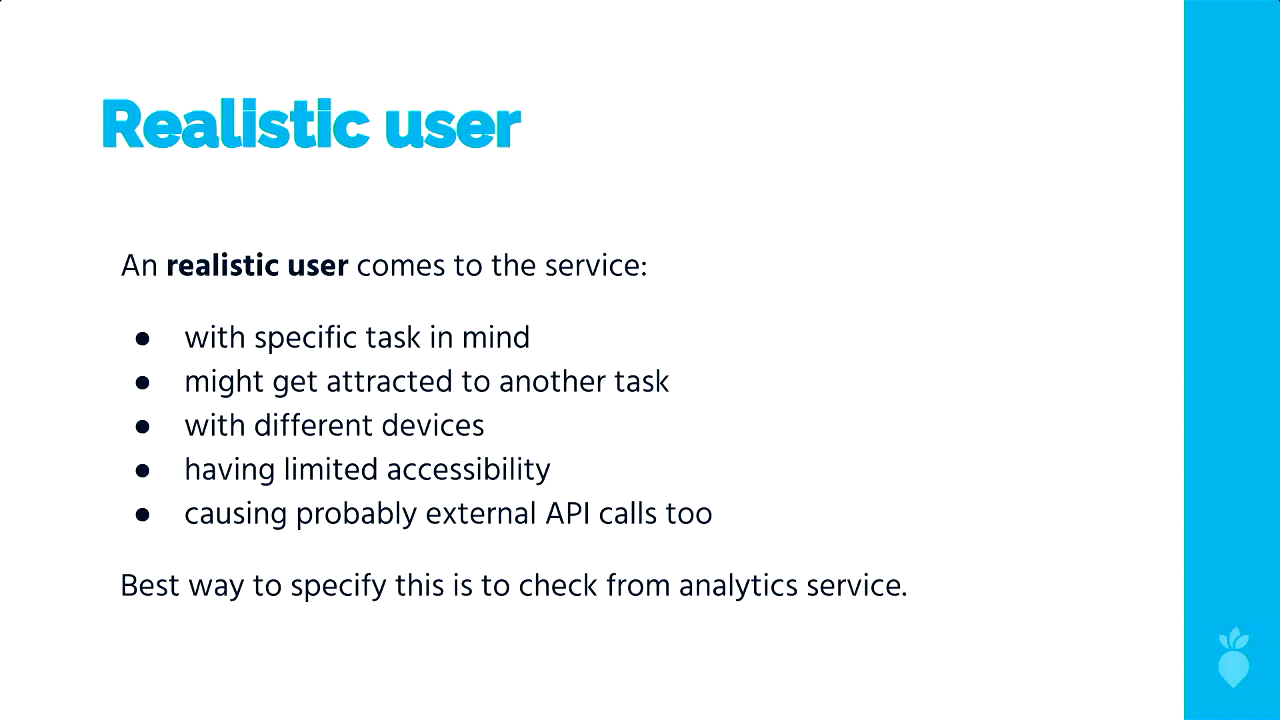 Realistic user
An realistic user comes to the service:
● with specific task in mind
● might get attracted to another task
● with different devices
● having limited accessibility
● causing probably external API calls too
Best way to specify this is to check from analytics service.